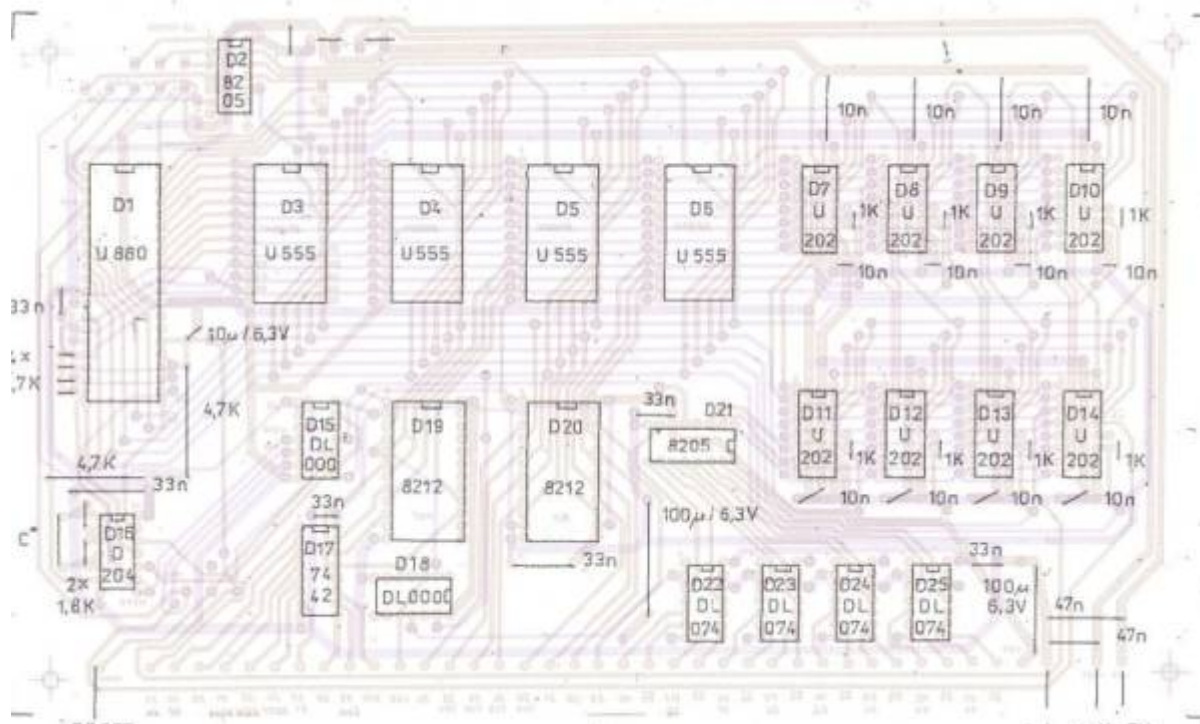 D2
82
05
10n
10n
10n
10n
D1
U 880
D3
U 555
D4
U 555
D5
U 555
D6
U 555
D7
U
202
1K
D8
U
202
1K
D9
U
202
1K
D10
U
202
1K
10n
10n
10n
10n
33n
10µ / 6,3V
4,7K
4,7K
33n
D15
DL
000
D19
8212
D20
8212
33n
D21
8205
D11
U
202
1K
D12
U
202
1K
D13
U
202
1K
D14
U
202
1K
10n
10n
10n
10n
C*
D16
D
204
2x
1,8K
33n
D17
74
42
D18
DL000
33n
100µ / 6,3V
D22
DL
074
D23
DL
074
D24
DL
074
D25
DL
074
33n
100µ
6,3V
47n
47n